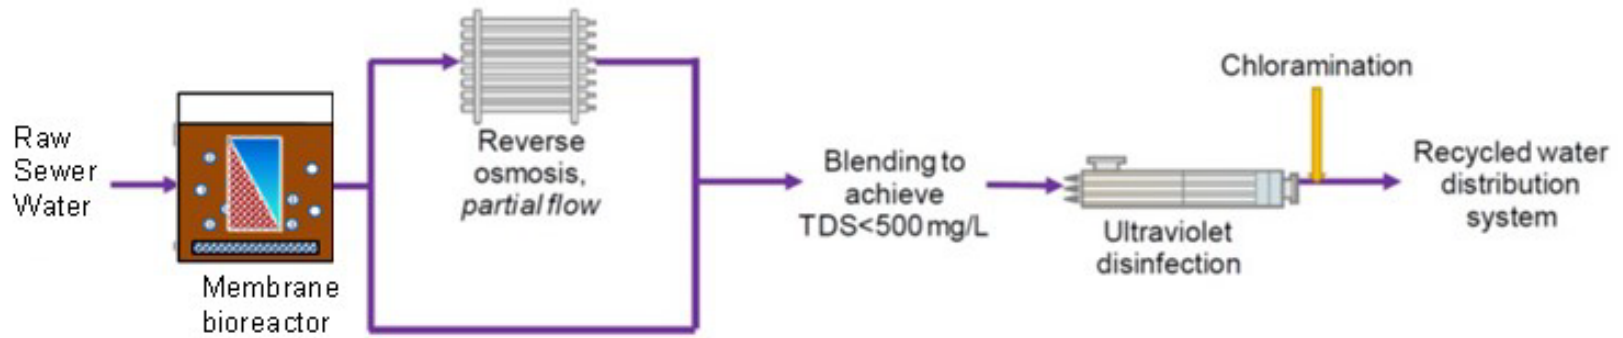 Raw
Sewer
Water
Membrane
bioreactor
Reverse
osmosis,
partial flow
Blending to
achieve
TDS<500 mg/L
Ultraviolet
disinfection
Chloramination
Recycled water
distribution
system